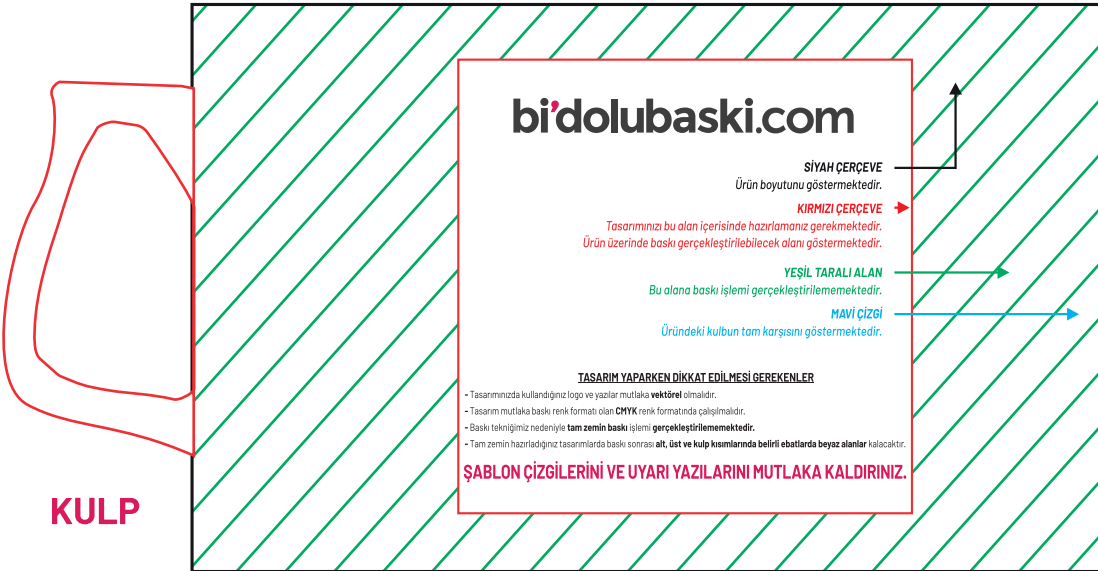 bi'dolubaski.com
SİYAH ÇERÇEVE
Ürün boyutunu göstermektedir.
KIRMIZI ÇERÇEVE
Tasarımınızı bu alan içerisinde hazırlamanız gerekmektedir.
Ürün üzerinde baskı gerçekleştirilebilecek alanı göstermektedir.
YEŞİL TARALI ALAN
Bu alana baskı işlemi gerçekleştirilememektedir.
MAVİ ÇİZGİ
Üründeki kulbun tam karşısını göstermektedir.
TASARIM YAPARKEN DİKKAT EDİLMESİ GEREKENLER
- Tasarımınızda kullandığınız logo ve yazılar mutlaka vektörel olmalıdır.
- Tasarım mutlaka baskı renk formatı olan CMYK renk formatında çalışılmalıdır.
- Baskı tekniğimiz nedeniyle tam zemin baskı işlemi gerçekleştirilememektedir.
- Tam zemin hazırladığınız tasarımlarda baskı sonrası alt, üst ve kulp kısımlarında belirli ebatlarda beyaz alanlar kalacaktır.
ŞABLON ÇİZGİLERİNİ VE UYARI YAZILARINI MUTLAKA KALDIRINIZ.
KULP